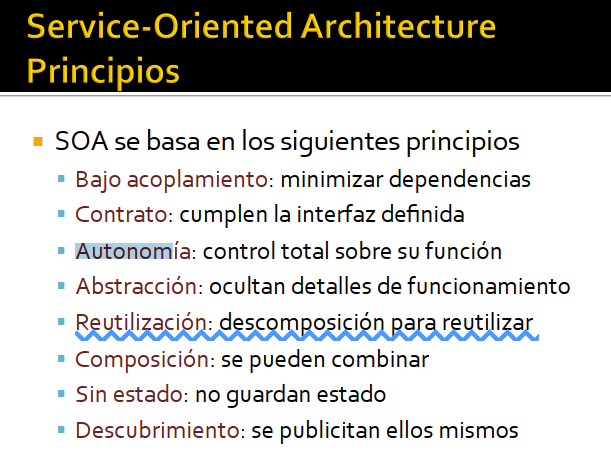 Service-Oriented Architecture
Principios
SOA se basa en los siguientes principios
Bajo acoplamiento: minimizar dependencias
Contrato: cumplen la interfaz definida
Autonomía: control total sobre su función
Abstracción: ocultan detalles de funcionamiento
Reutilización: descomposición para reutilizar
Composición: se pueden combinar
Sin estado: no guardan estado
Descubrimiento: se publicitan ellos mismos